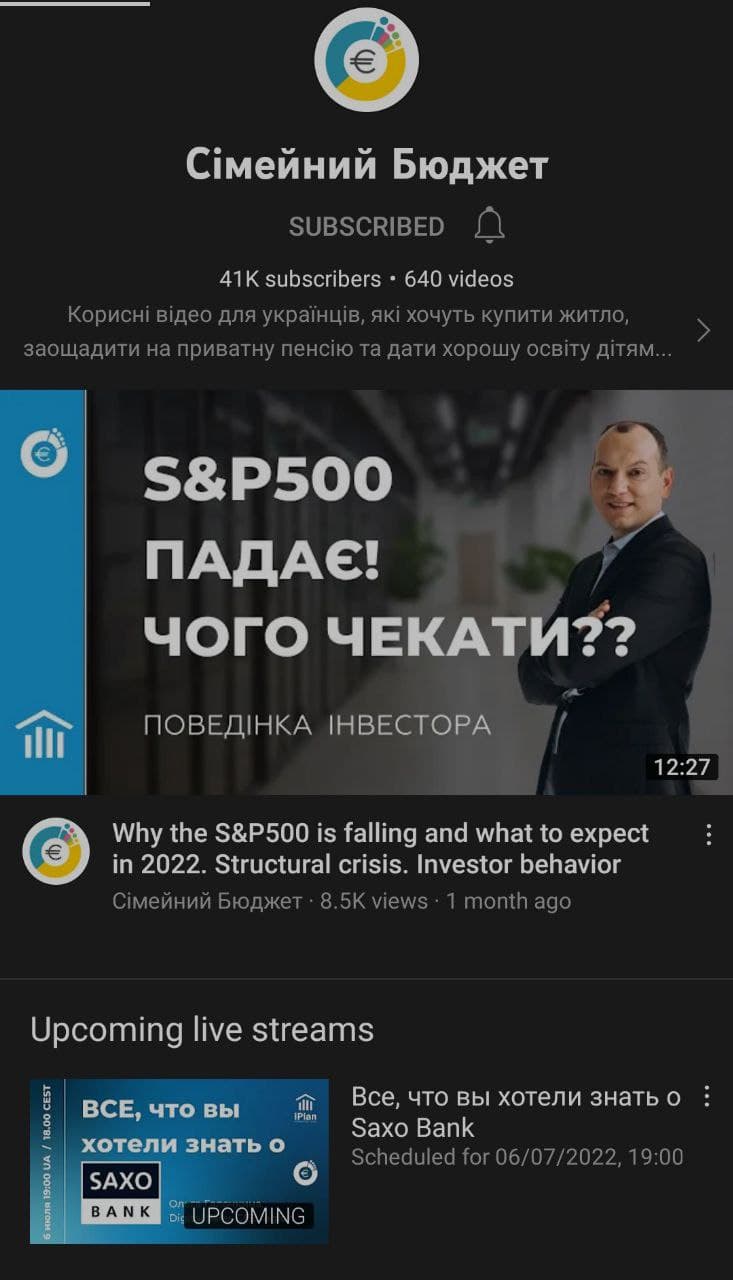 Сімейний Бюджет
SUBSCRIBED
41K subscribers • 640 videos
Корисні відео для українців, які хочуть купити житло,
заощадити на приватну пенсію та дати хорошу освіту дітям...
S&P500
ПАДАЄ!
ЧОГО ЧЕКАТИ??
ПОВЕДІНКА ІНВЕСТОРА
12:27
Why the S&P500 is falling and what to expect
in 2022. Structural crisis. Investor behavior
Сімейний Бюджет · 8.5K views · 1 month ago
Upcoming live streams
6 июля 19:00 UA / 18.00 CEST
ВСЕ, что вы
хотели знать о
SAXO
BANK
iPlan
UPCOMING
Все, что вы хотели знать о
Saxo Bank
Scheduled for 06/07/2022, 19:00